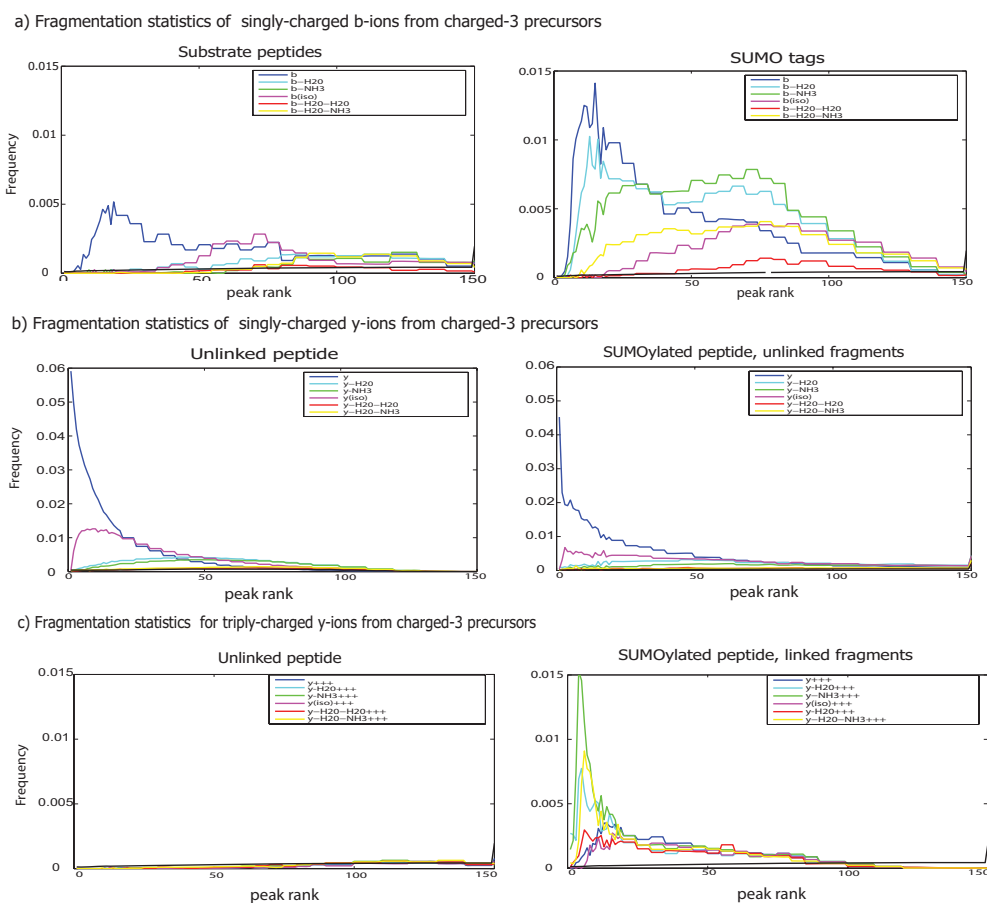 a) Fragmentation statistics of singly-charged b-ions from charged-3 precursors
Substrate peptides
0.015
0.01
0.005
0
Frequency
b
b-H20
b-NH3
b(iso)
b-H20-H20
b-H20-NH3
0
50
100
150
peak rank
SUMO tags
0.015
0.01
0.005
0
b
b-H20
b-NH3
b(iso)
b-H20-H20
b-H20-NH3
0
50
100
150
peak rank
b) Fragmentation statistics of singly-charged y-ions from charged-3 precursors
Unlinked peptide
0.06
0.05
0.04
0.03
0.02
0.01
0
Frequency
y
y-H20
y-NH3
y(iso)
y-H20-H20
y-H20-NH3
0
50
100
150
peak rank
SUMOylated peptide, unlinked fragments
0.06
0.05
0.04
0.03
0.02
0.01
0
y
y-H20
y-NH3
y(iso)
y-H20-H20
y-H20-NH3
0
50
100
150
peak rank
c) Fragmentation statistics for triply-charged y-ions from charged-3 precursors
Unlinked peptide
0.015
0.01
0.005
0
Frequency
y+++
y-H20+++
y-NH3+++
y(iso)+++
y-H20-H20+++
y-H20-NH3+++
0
50
100
150
peak rank
SUMOylated peptide, linked fragments
0.015
0.01
0.005
0
y+++
y-H20+++
y-NH3+++
y(iso)+++
y-H20+++
y-H20-NH3+++
0
50
100
150
peak rank